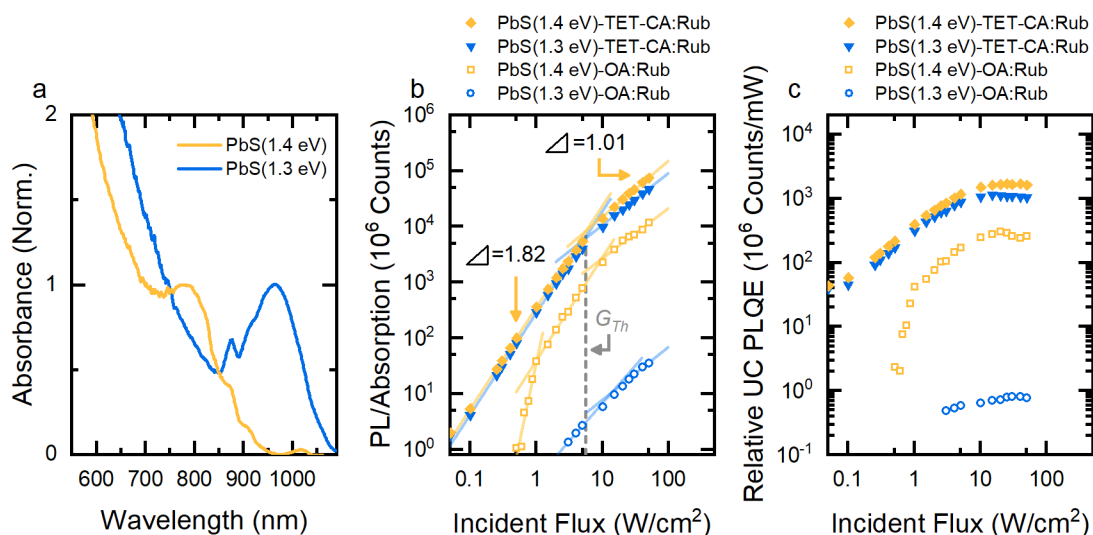 PbS(1.4 eV)-TET-CA:Rub
PbS(1.3 eV)-TET-CA:Rub
PbS(1.4 eV)-OA:Rub
PbS(1.3 eV)-OA:Rub
PbS(1.4 eV)-TET-CA:Rub
PbS(1.3 eV)-TET-CA:Rub
PbS(1.4 eV)-OA:Rub
PbS(1.3 eV)-OA:Rub
a
Absorbance (Norm.)
2
1
0
PbS(1.4 eV)
PbS(1.3 eV)
600 700 800 900 1000
Wavelength (nm)
b
PL/Absorption (10⁶ Counts)
10⁶
10⁵
10⁴
10³
10²
10¹
10⁰
⊿=1.01
⊿=1.82
G_Th
0.1 1 10 100
Incident Flux (W/cm²)
c
Relative UC PLQE (10⁶ Counts/mW)
10⁴
10³
10²
10¹
10⁰
10⁻¹
0.1 1 10 100
Incident Flux (W/cm²)